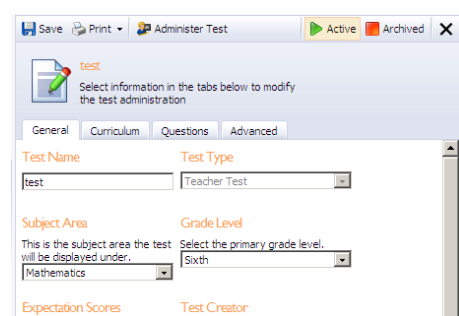 Save Print Administer Test Active Archived
test
Select information in the tabs below to modify
the test administration
General Curriculum Questions Advanced
Test Name Test Type
test Teacher Test
Subject Area Grade Level
This is the subject area the test Select the primary grade level.
will be displayed under. Sixth
Mathematics
Expectation Scores Test Creator